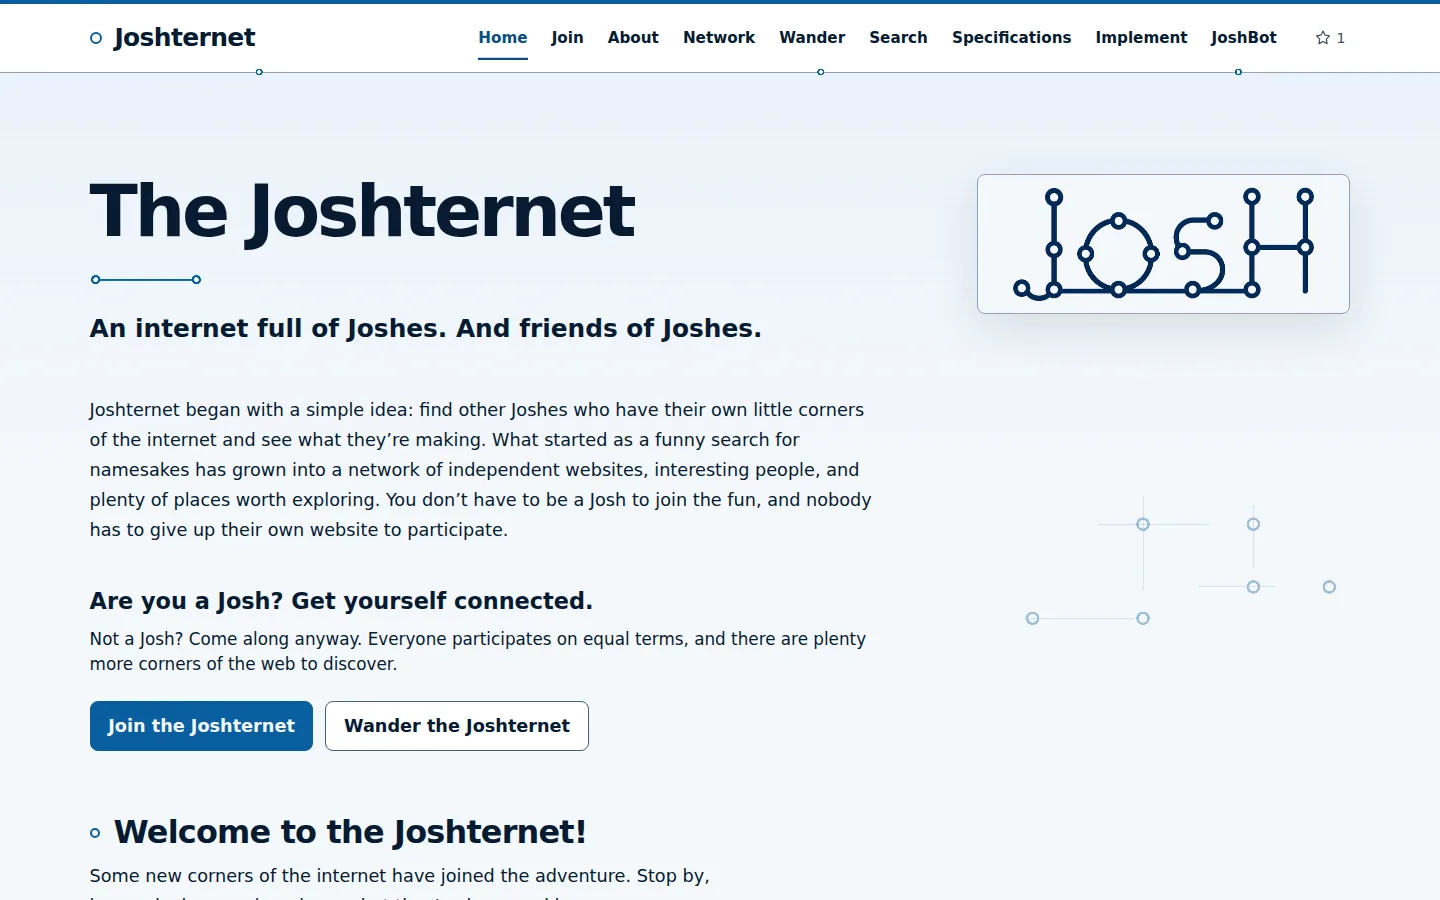 Joshternet
Home Join About Network Wander Search Specifications Implement JoshBot 1
The Joshternet
JosH
An internet full of Joshes. And friends of Joshes.
Joshternet began with a simple idea: find other Joshes who have their own little corners
of the internet and see what they’re making. What started as a funny search for
namesakes has grown into a network of independent websites, interesting people, and
plenty of places worth exploring. You don’t have to be a Josh to join the fun, and nobody
has to give up their own website to participate.
Are you a Josh? Get yourself connected.
Not a Josh? Come along anyway. Everyone participates on equal terms, and there are plenty
more corners of the web to discover.
Join the Joshternet
Wander the Joshternet
Welcome to the Joshternet!
Some new corners of the internet have joined the adventure. Stop by,